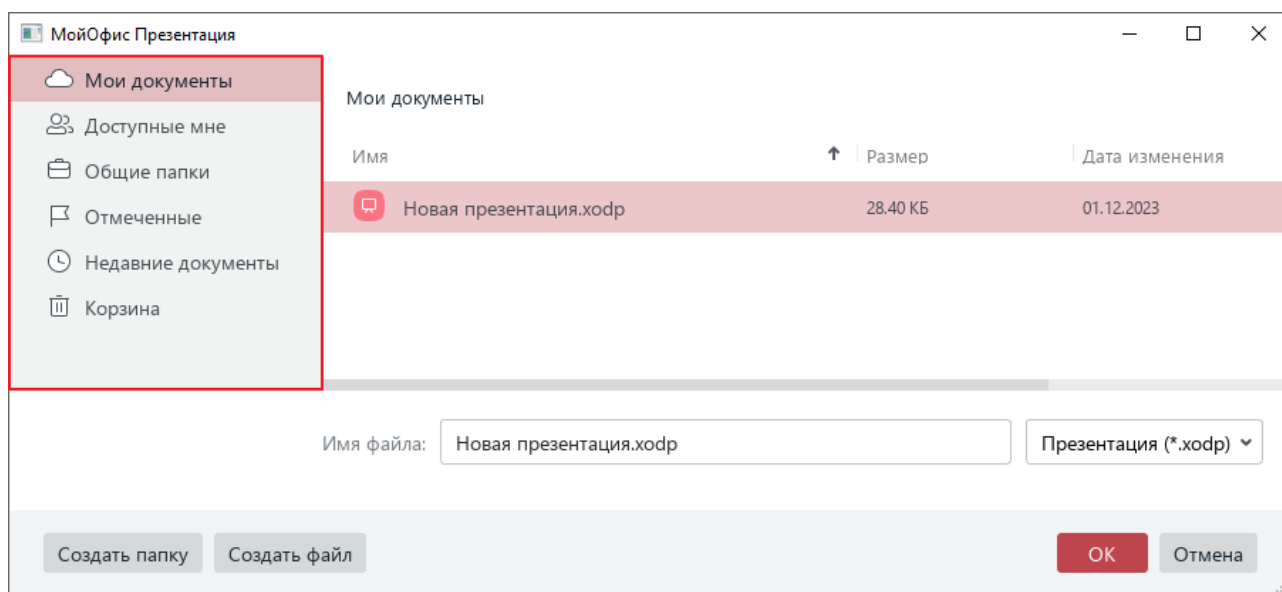 МойОфис Презентация
Мои документы
Доступные мне
Общие папки
Отмеченные
Недавние документы
Корзина
Мои документы
Имя Размер Дата изменения
Новая презентация.xodp 28.40 КБ 01.12.2023
Имя файла: Новая презентация.xodp Презентация (*.xodp)
Создать папку Создать файл ОК Отмена